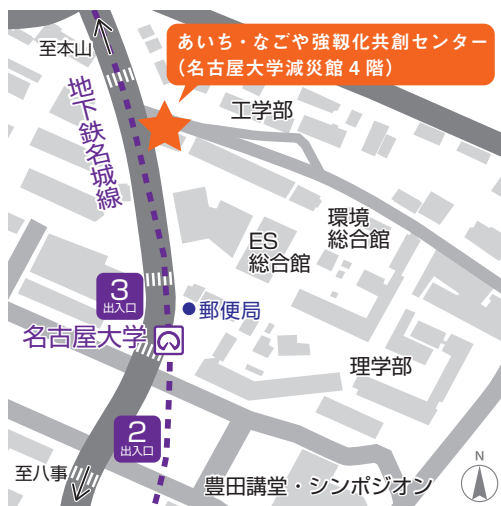 あいち・なごや強靱化共創センター
（名古屋大学減災館４階）
至本山
工学部
地下鉄名城線
環境
総合館
ES
総合館
3
出入口
郵便局
名古屋大学
理学部
2
出入口
至八事
豊田講堂・シンポジオン
N